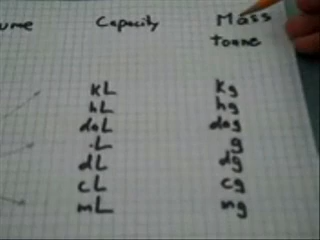 ume Capacity Mass
tonne
kL kg
hL hg
daL dag
.L g
dL dg
cL cg
mL mg